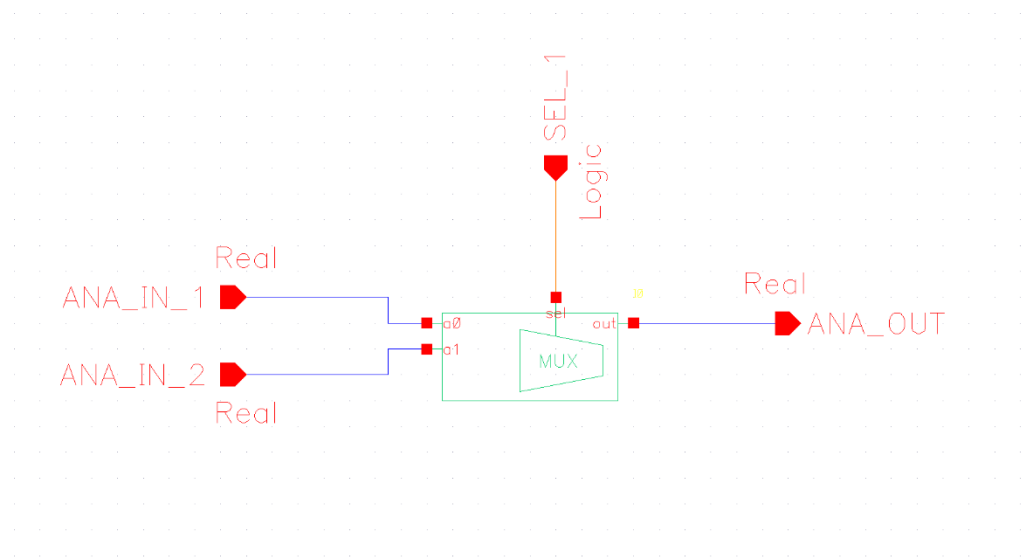 SEL_1
Logic
Real
ANA_IN_1
sel
Real
a0
out
ANA_OUT
a1
MUX
ANA_IN_2
Real